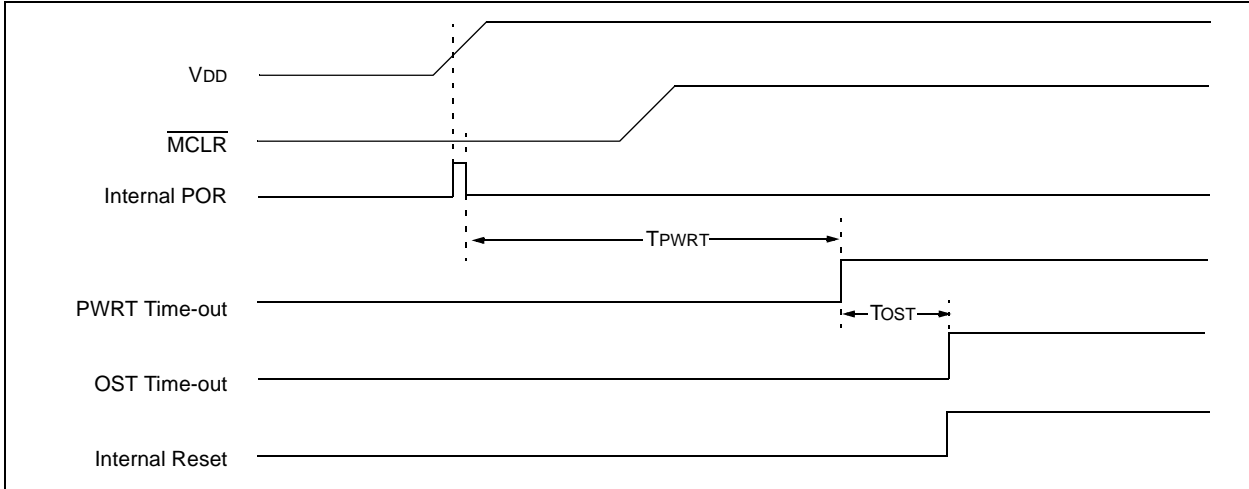 VDD
MCLR
Internal POR
TPWRT
PWRT Time-out
TOST
OST Time-out
Internal Reset